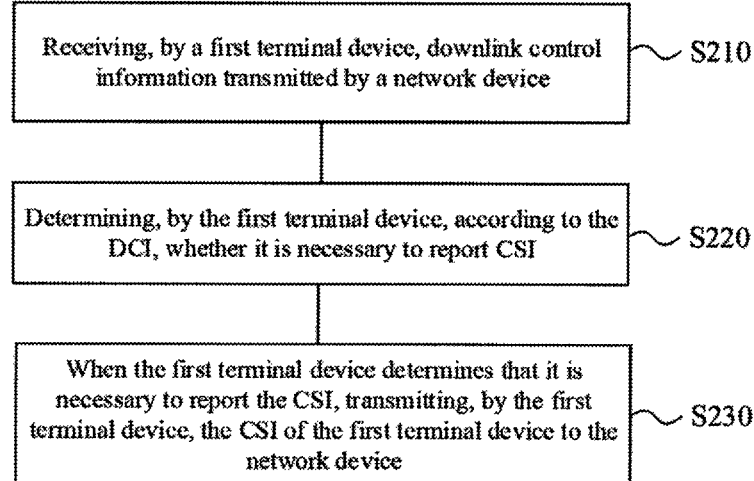 Receiving, by a first terminal device, downlink control
information transmitted by a network device
S210
Determining, by the first terminal device, according to the
DCI, whether it is necessary to report CSI
S220
When the first terminal device determines that it is
necessary to report the CSI, transmitting, by the first
terminal device, the CSI of the first terminal device to the
network device
S230